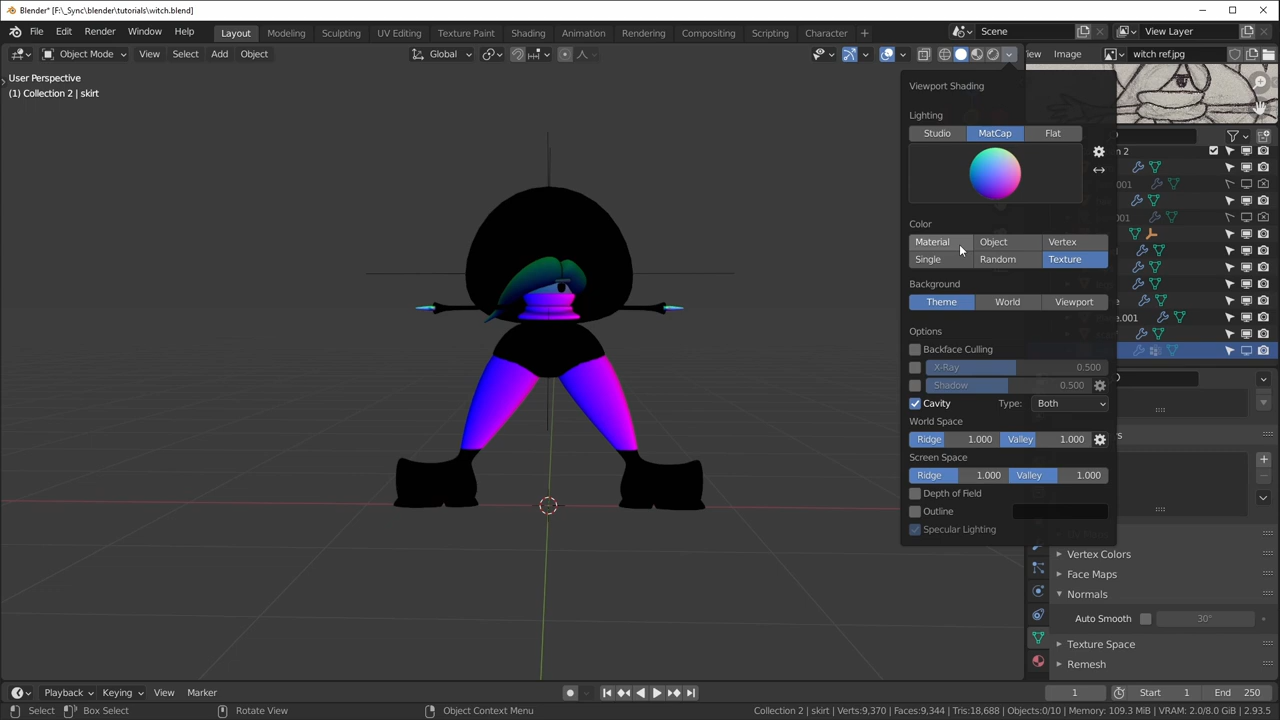 Blender* [F:\_Sync\blender\tutorials\witch.blend]
File Edit Render Window Help Layout Modeling Sculpting UV Editing Texture Paint Shading Animation Rendering Compositing Scripting Character + Scene View Layer
Object Mode View Select Add Object Global iew Image witch ref.jpg
User Perspective
(1) Collection 2 | skirt
Viewport Shading
Lighting
Studio MatCap Flat
n 2
001
Color
Material Object Vertex
001
Single Random Texture
Background
Theme World Viewport
e.001
Options
Backface Culling
X-Ray 0.500
Shadow 0.500
Cavity Type: Both
World Space
Ridge 1.000 Valley 1.000
s
Screen Space
Ridge 1.000 Valley 1.000
Depth of Field
Outline
Specular Lighting
Vertex Colors
Face Maps
Normals
Auto Smooth 30°
Texture Space
Remesh
Playback Keying View Marker 1 Start 1 End 250
Select Box Select Rotate View Object Context Menu Collection 2 | skirt | Verts:9,370 | Faces:9,344 | Tris:18,688 | Objects:0/10 | Memory: 109.3 MiB | VRAM: 2.0/8.0 GiB | 2.93.5